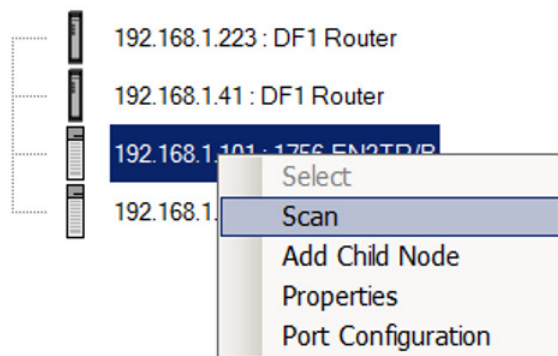 192.168.1.223 : DF1 Router
192.168.1.41 : DF1 Router
192.168.1.101 : 1756-EN2TR/B
192.168.1.
Select
Scan
Add Child Node
Properties
Port Configuration